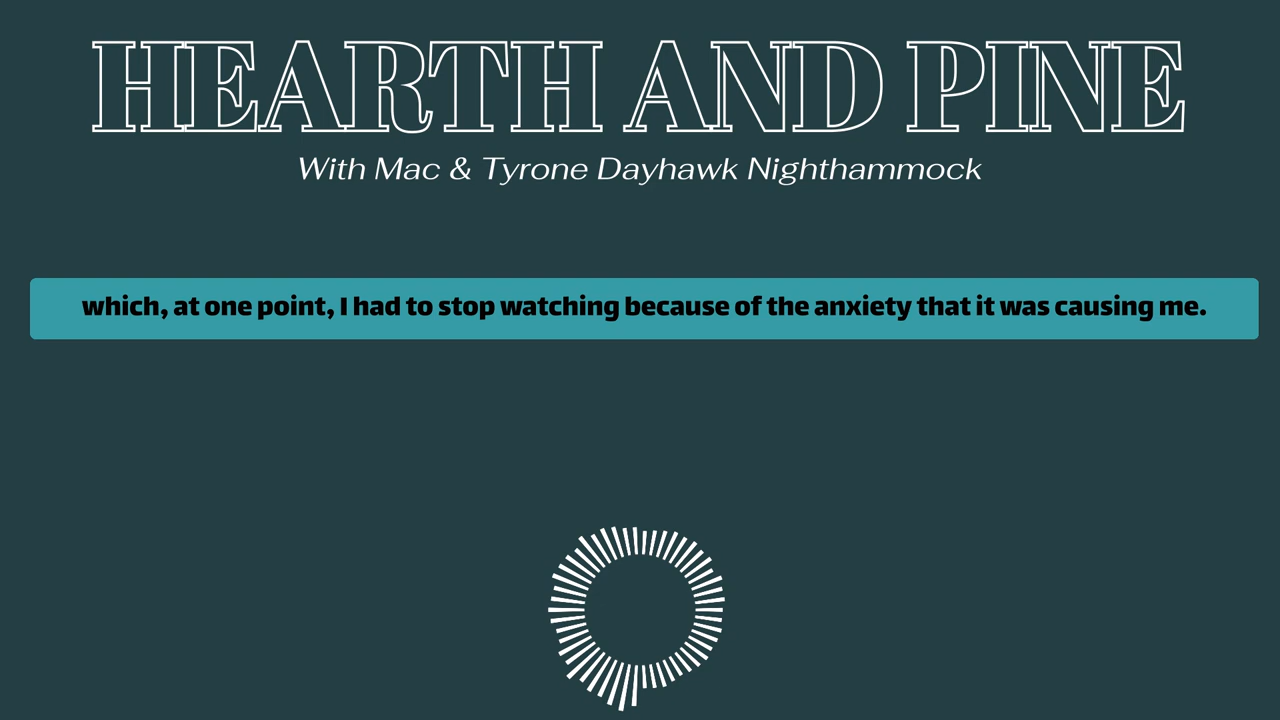 HEARTH AND PINE
With Mac & Tyrone Dayhawk Nighthammock
which, at one point, I had to stop watching because of the anxiety that it was causing me.